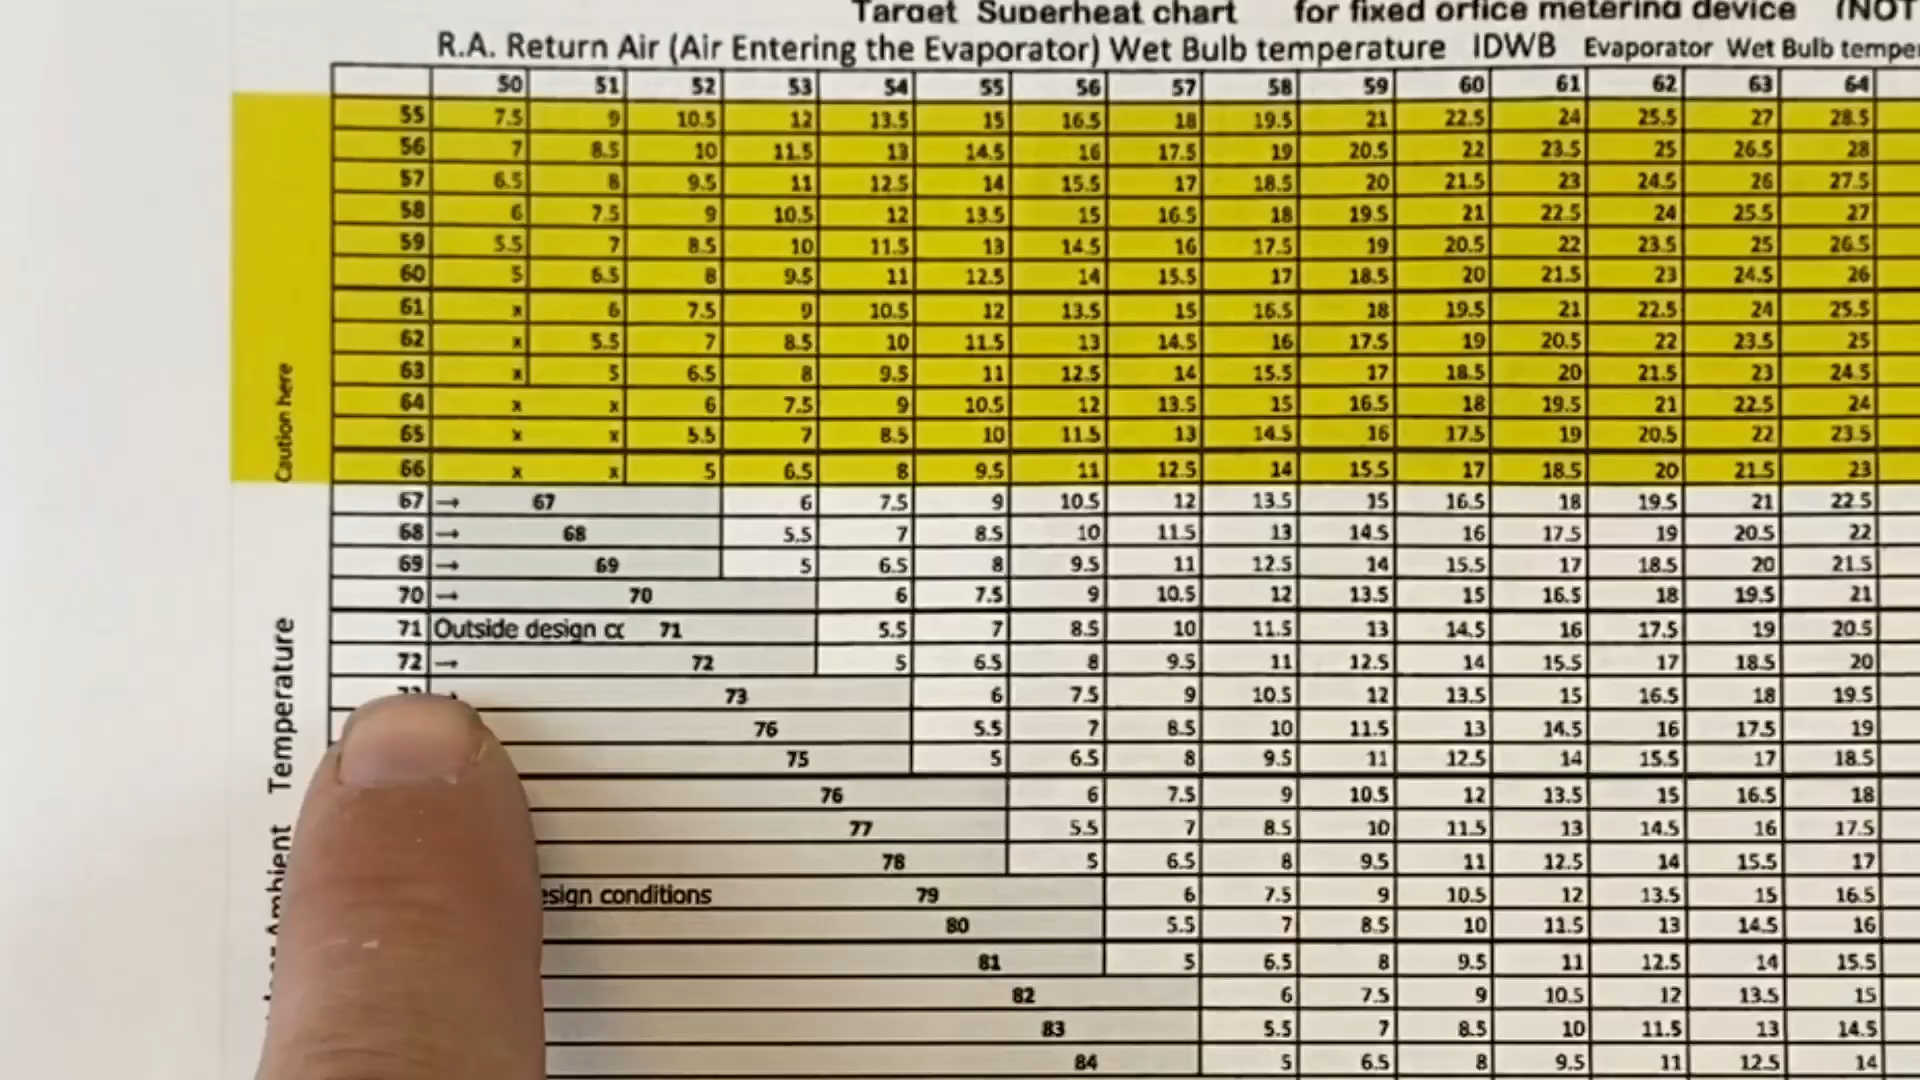 Target Superheat chart for fixed orfice metering device (NOT
R.A. Return Air (Air Entering the Evaporator) Wet Bulb temperature IDWB Evaporator Wet Bulb temper
50 51 52 53 54 55 56 57 58 59 60 61 62 63 64
55 7.5 9 10.5 12 13.5 15 16.5 18 19.5 21 22.5 24 25.5 27 28.5
56 7 8.5 10 11.5 13 14.5 16 17.5 19 20.5 22 23.5 25 26.5 28
57 6.5 8 9.5 11 12.5 14 15.5 17 18.5 20 21.5 23 24.5 26 27.5
58 6 7.5 9 10.5 12 13.5 15 16.5 18 19.5 21 22.5 24 25.5 27
59 5.5 7 8.5 10 11.5 13 14.5 16 17.5 19 20.5 22 23.5 25 26.5
60 5 6.5 8 9.5 11 12.5 14 15.5 17 18.5 20 21.5 23 24.5 26
61 x 6 7.5 9 10.5 12 13.5 15 16.5 18 19.5 21 22.5 24 25.5
62 x 5.5 7 8.5 10 11.5 13 14.5 16 17.5 19 20.5 22 23.5 25
63 x 5 6.5 8 9.5 11 12.5 14 15.5 17 18.5 20 21.5 23 24.5
64 x x 6 7.5 9 10.5 12 13.5 15 16.5 18 19.5 21 22.5 24
65 x x 5.5 7 8.5 10 11.5 13 14.5 16 17.5 19 20.5 22 23.5
66 x x 5 6.5 8 9.5 11 12.5 14 15.5 17 18.5 20 21.5 23
67 → 67 6 7.5 9 10.5 12 13.5 15 16.5 18 19.5 21 22.5
68 → 68 5.5 7 8.5 10 11.5 13 14.5 16 17.5 19 20.5 22
69 → 69 5 6.5 8 9.5 11 12.5 14 15.5 17 18.5 20 21.5
70 → 70 6 7.5 9 10.5 12 13.5 15 16.5 18 19.5 21
71 Outside design cc 71 5.5 7 8.5 10 11.5 13 14.5 16 17.5 19 20.5
72 → 72 5 6.5 8 9.5 11 12.5 14 15.5 17 18.5 20
73 6 7.5 9 10.5 12 13.5 15 16.5 18 19.5
76 5.5 7 8.5 10 11.5 13 14.5 16 17.5 19
75 5 6.5 8 9.5 11 12.5 14 15.5 17 18.5
76 6 7.5 9 10.5 12 13.5 15 16.5 18
77 5.5 7 8.5 10 11.5 13 14.5 16 17.5
78 5 6.5 8 9.5 11 12.5 14 15.5 17
esign conditions 79 6 7.5 9 10.5 12 13.5 15 16.5
80 5.5 7 8.5 10 11.5 13 14.5 16
81 5 6.5 8 9.5 11 12.5 14 15.5
82 6 7.5 9 10.5 12 13.5 15
83 5.5 7 8.5 10 11.5 13 14.5
84 5 6.5 8 9.5 11 12.5 14
Caution here
Ambient Temperature